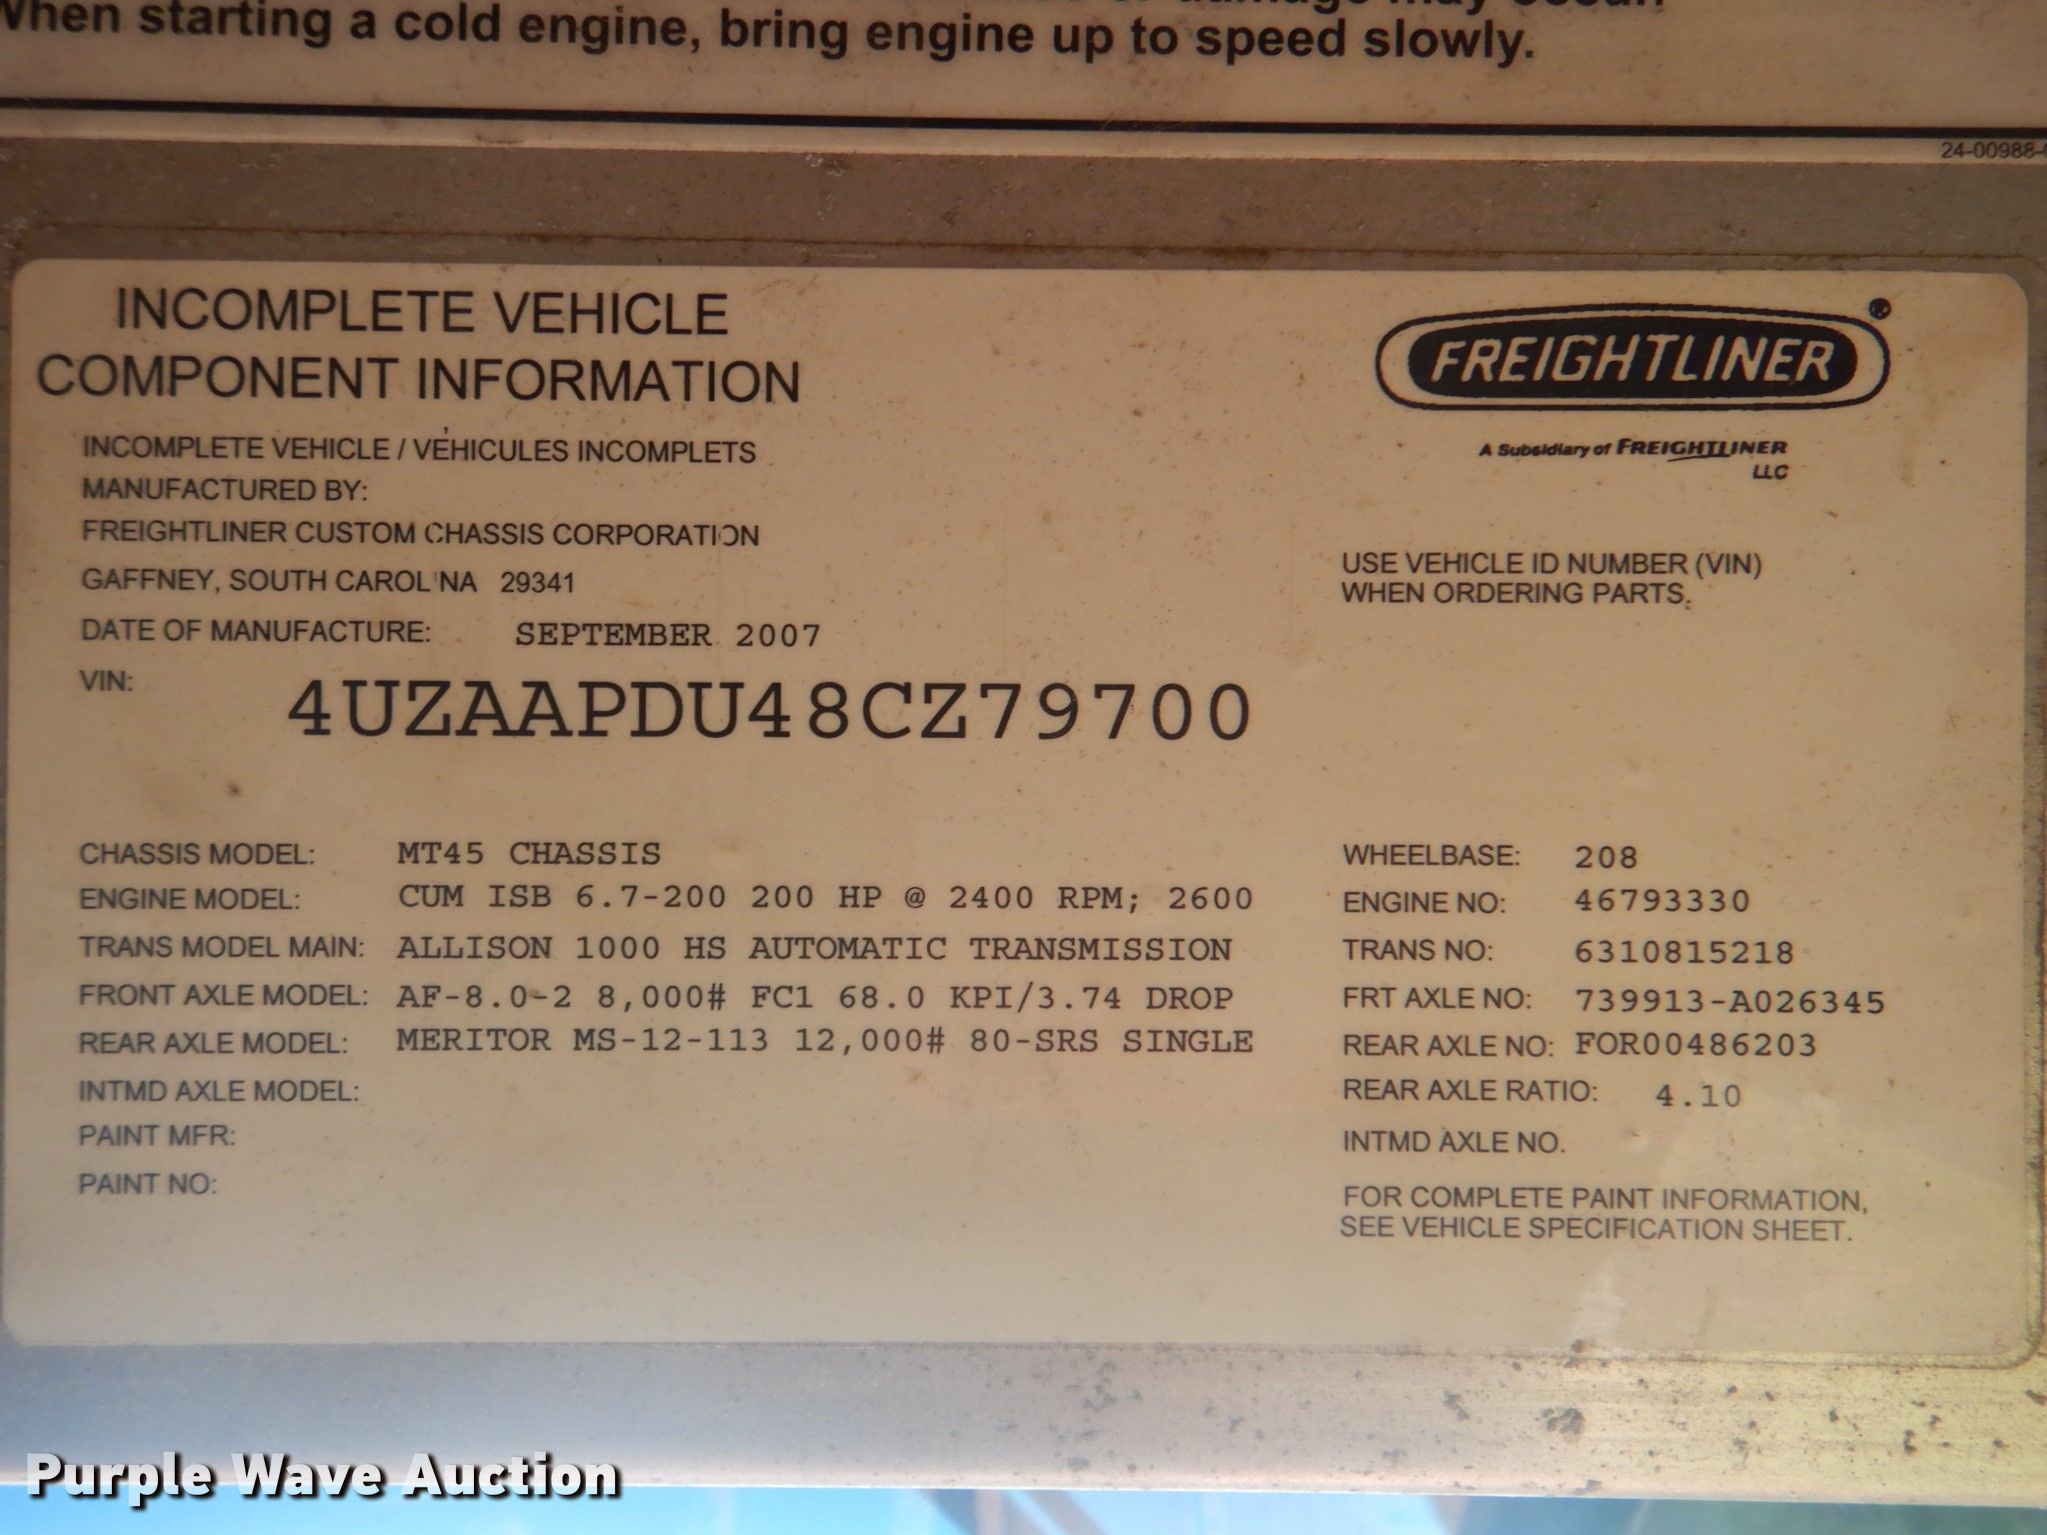 When starting a cold engine, bring engine up to speed slowly.
24-00988-
INCOMPLETE VEHICLE
COMPONENT INFORMATION
INCOMPLETE VEHICLE / VÉHICULES INCOMPLETS
MANUFACTURED BY:
FREIGHTLINER CUSTOM CHASSIS CORPORATION
GAFFNEY, SOUTH CAROLINA 29341
DATE OF MANUFACTURE: SEPTEMBER 2007
VIN: 4UZAAPDU48CZ79700
FREIGHTLINER®
A Subsidiary of FREIGHTLINER
LLC
USE VEHICLE ID NUMBER (VIN)
WHEN ORDERING PARTS.
CHASSIS MODEL: MT45 CHASSIS
ENGINE MODEL: CUM ISB 6.7-200 200 HP @ 2400 RPM; 2600
TRANS MODEL MAIN: ALLISON 1000 HS AUTOMATIC TRANSMISSION
FRONT AXLE MODEL: AF-8.0-2 8,000# FC1 68.0 KPI/3.74 DROP
REAR AXLE MODEL: MERITOR MS-12-113 12,000# 80-SRS SINGLE
INTMD AXLE MODEL:
PAINT MFR:
PAINT NO:
WHEELBASE: 208
ENGINE NO: 46793330
TRANS NO: 6310815218
FRT AXLE NO: 739913-A026345
REAR AXLE NO: FOR00486203
REAR AXLE RATIO: 4.10
INTMD AXLE NO.
FOR COMPLETE PAINT INFORMATION,
SEE VEHICLE SPECIFICATION SHEET.
Purple Wave Auction